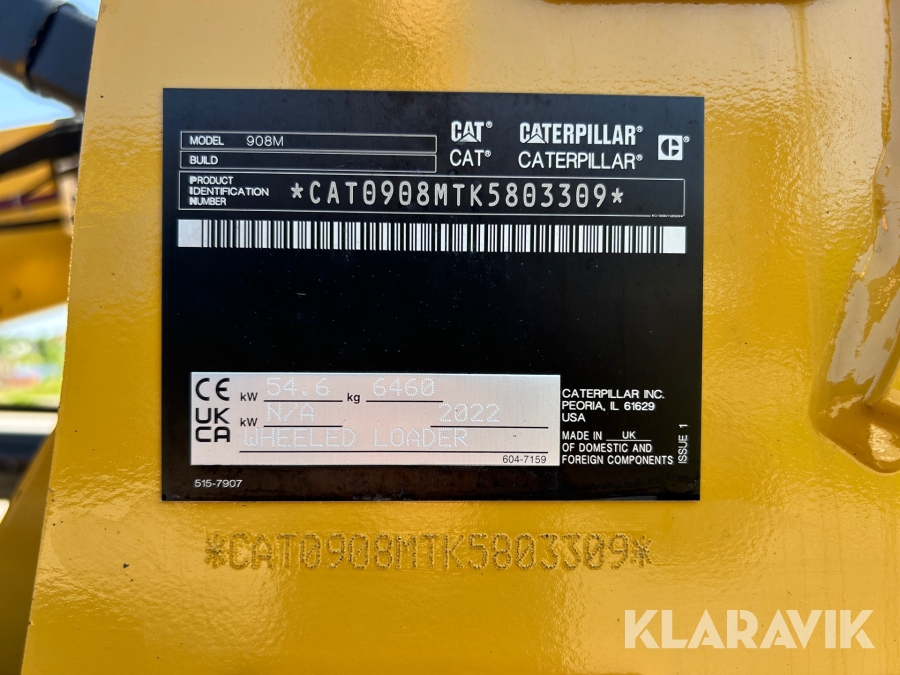 MODEL 908M
BUILD
CAT® CATERPILLAR® C
CAT® CATERPILLAR®
PRODUCT
IDENTIFICATION
NUMBER
*CAT0908MTK5803309*
CE kW 54.6 kg 6460
UK
CA kW N/A 2022
WHEELED LOADER
604-7159
CATERPILLAR INC.
PEORIA, IL 61629
USA
MADE IN UK
OF DOMESTIC AND
FOREIGN COMPONENTS
ISSUE 1
515-7907
*CAT0908MTK5803309*
KLARAVIK